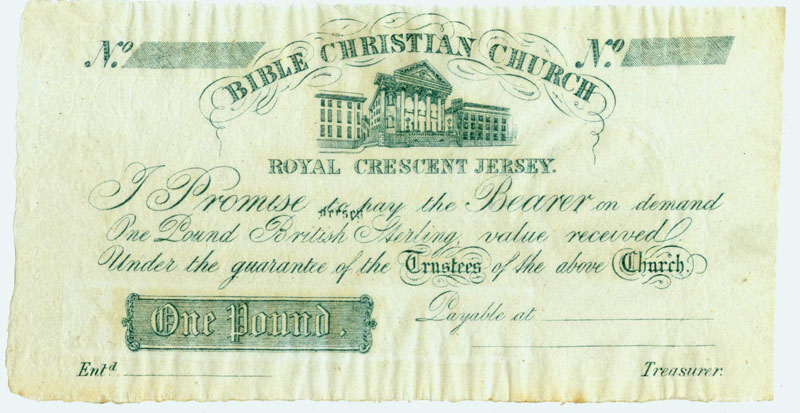 No. No.
BIBLE CHRISTIAN CHURCH
ROYAL CRESCENT JERSEY.
I Promise to pay the Bearer on demand
One Pound British Sterling, value received
Under the guarantee of the Trustees of the above Church.
Payable at
One Pound.
Entd Treasurer.